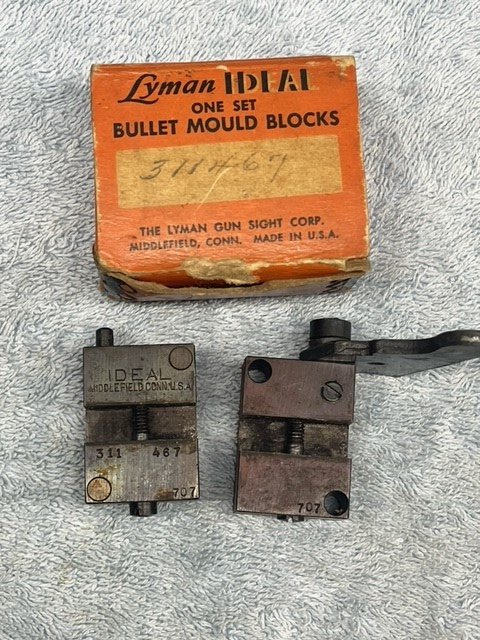 Lyman IDEAL
ONE SET
BULLET MOULD BLOCKS
311467
THE LYMAN GUN SIGHT CORP.
MIDDLEFIELD, CONN. MADE IN U.S.A.
IDEAL
MIDDLEFIELD.CONN.U.S.A
311 467
707
707